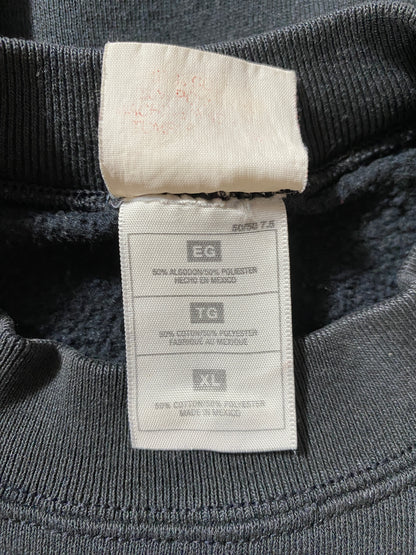 50/50 7.5
EG
50% ALGODON/50% POLIESTER
HECHO EN MEXICO
TG
50% COTON/50% POLYESTER
FABRIQUE AU MEXIQUE
XL
50% COTTON/50% POLYESTER
MADE IN MEXICO